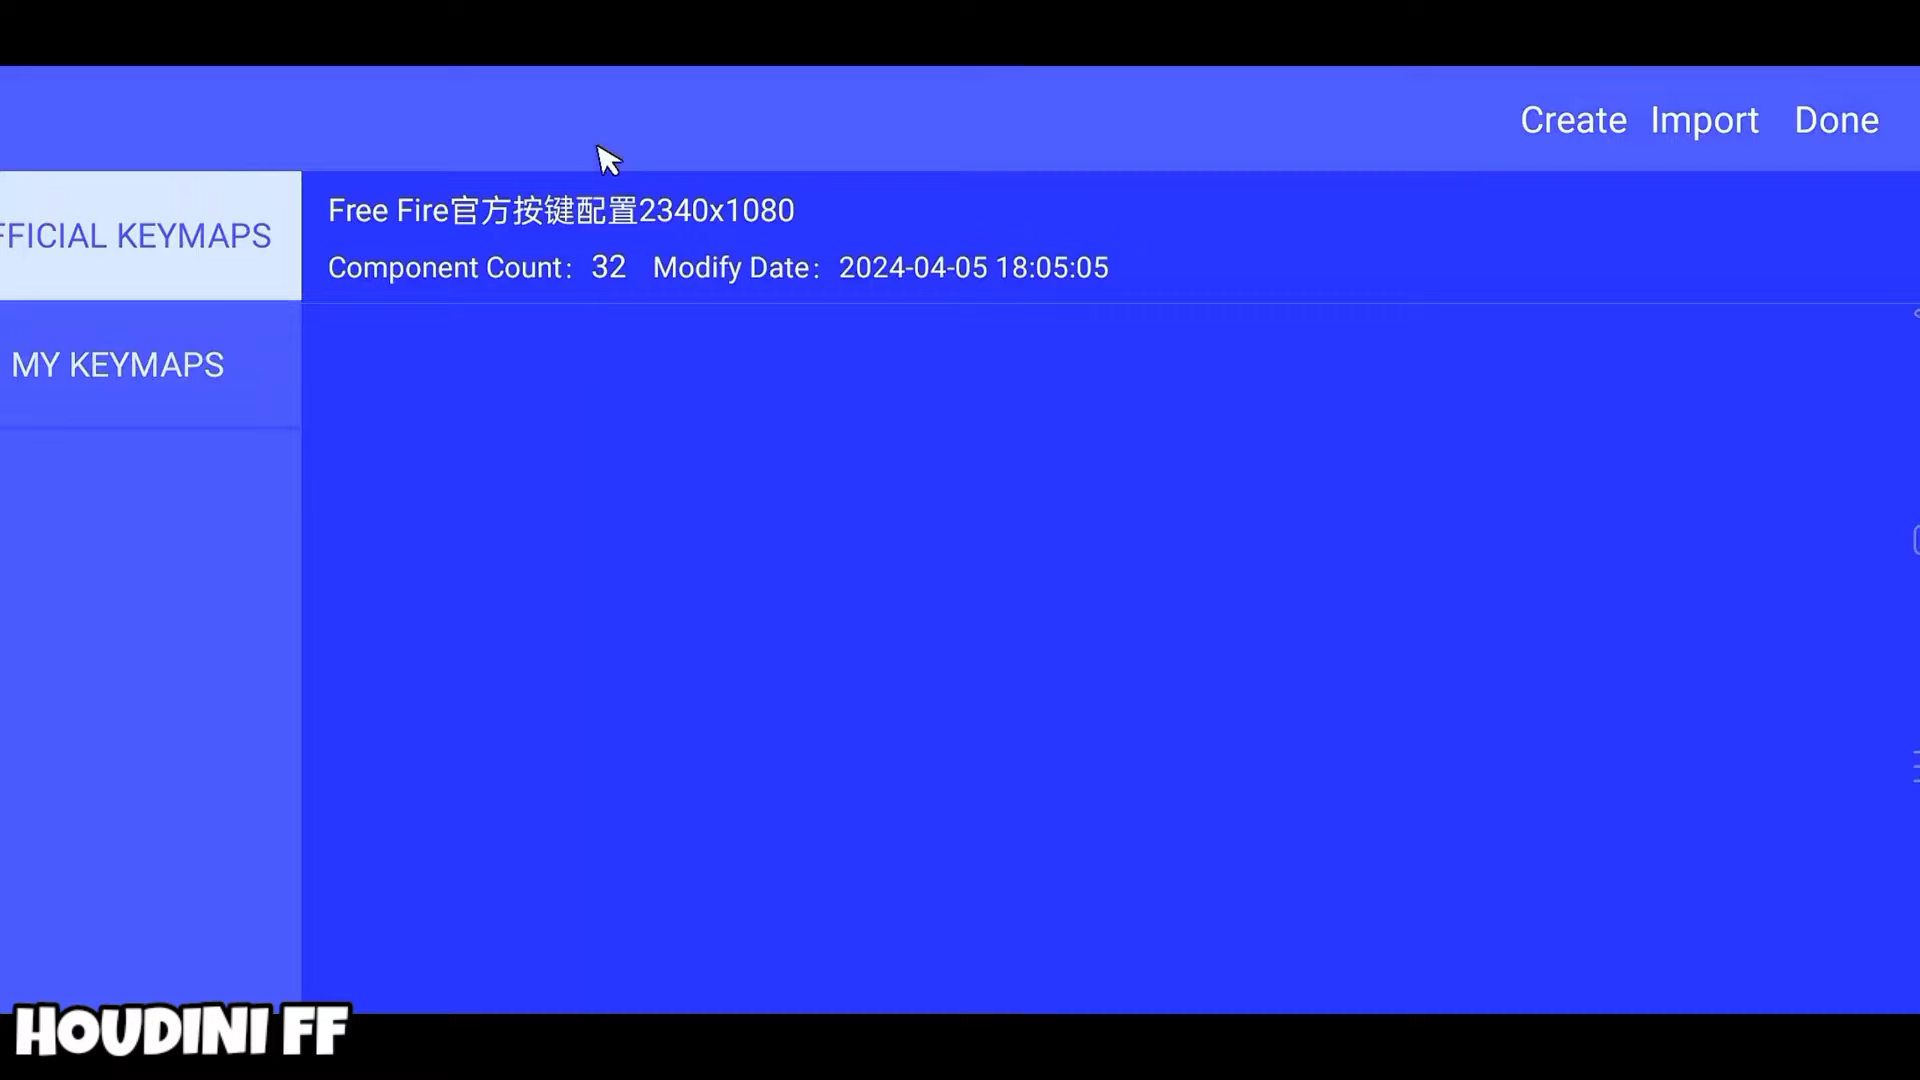 Create Import Done
FFICIAL KEYMAPS
Free Fire官方按键配置2340x1080
Component Count: 32 Modify Date: 2024-04-05 18:05:05
MY KEYMAPS
HOUDINI FF